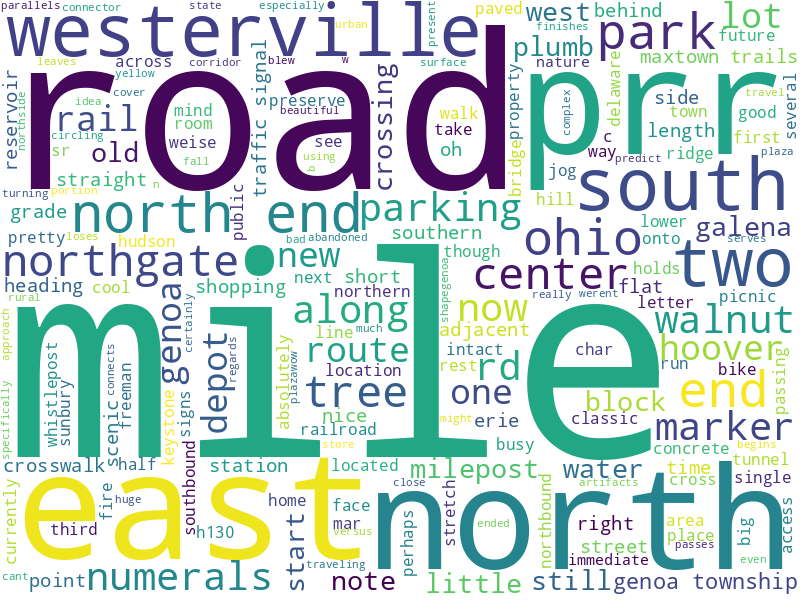 parallels connector state especially urban present paved west behind several lot
westerville
finishes
park
leaves corridor blew w
plumb
future
across
yellow surface nature maxtown trails
road
prr
reservoir
northside
idea
cover
rail
mind
room
preserve
beautiful
traffic signal
crossing
walk
take
property
complex
delaware
side
town
travel
good
length
first
circling
sr
old
weise
see
using
b
oh
bridge
c
way
ridge
predict
passes
plaza
straight
n
fall
public
jog
hill
south
turning
portion
grade
north
end
parking
lower
onto
galena
pretty
loses
hudson
bad
abandoned
southern
though
ohio
serves
two
northgate
new
heading
cool
rural
shopping
next
short
northern
center
flat
holds
letter
picnic
mile
genoa
certainly
along
shapegenoa
now
really
werent
walnut
adjacent
hoover
line
much
route
intact
rd
char
run
passing
approach
whistlepost
sunbury
scenic
connects
freeman
signs
depot
regards
absolutely
plazawow
location
tree
rest
one
bike
end
block
classic
might
specifically
keystone
nice
railroad
erie
marker
store
busy
concrete
begins
crosswalk
half
southbound
station
located
milepost
water
time
tunnel
cross
single
currently
east
fire
huge
home
face
close
artifacts
north
area
third
h130
start
mar
versus
perhaps
stretch
ended
northbound
right
place
street
big
access
immediate
passes
even
cant
point
numerals
traveling
note
little
still
genoa township